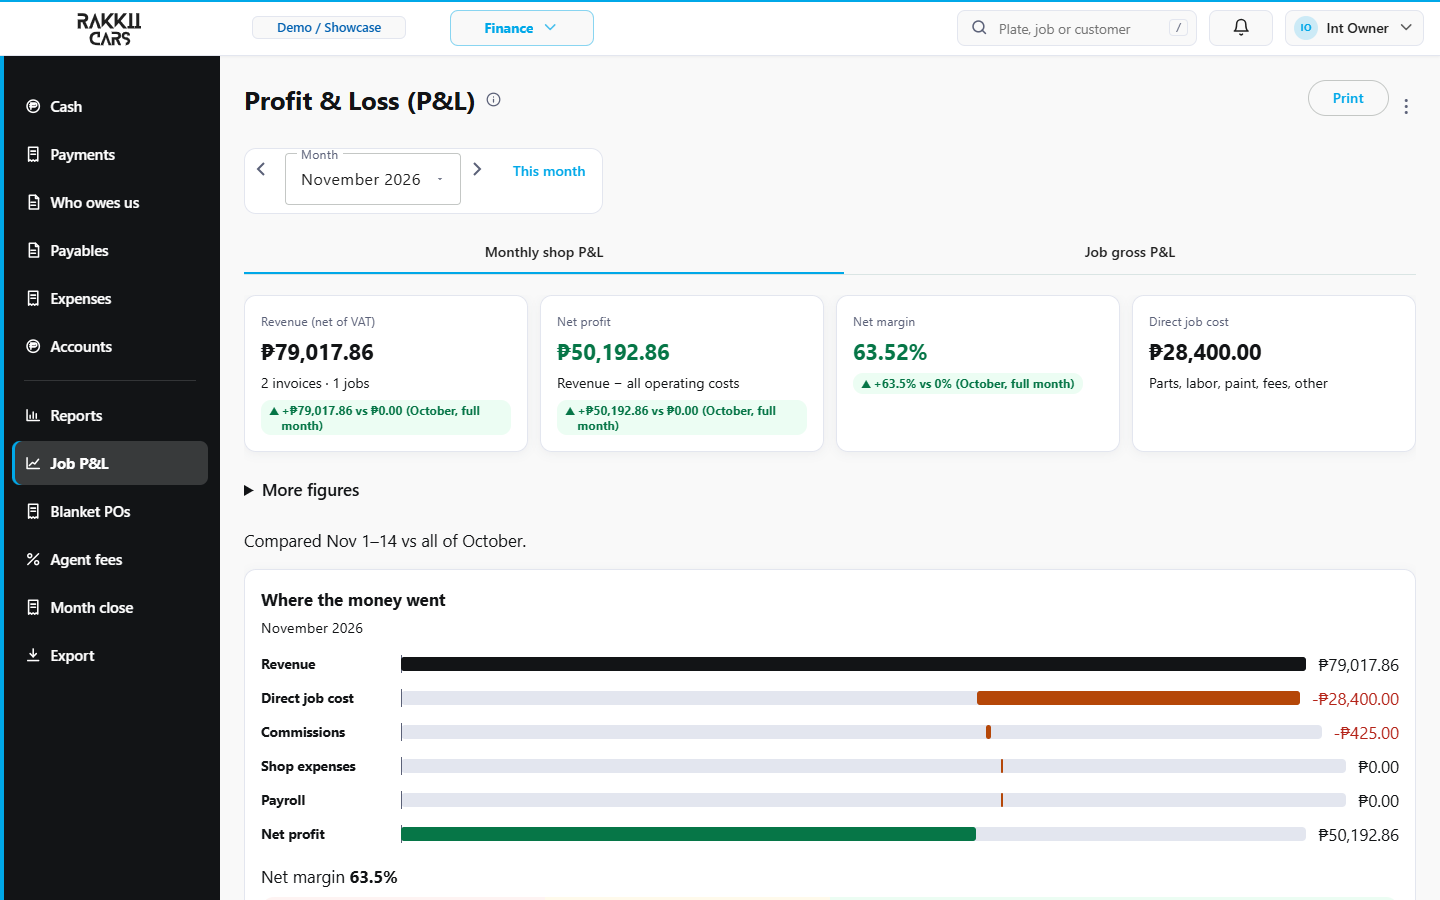 RAKKII CARS
Demo / Showcase
Finance
Plate, job or customer
/
IO
Int Owner
Cash
Payments
Who owes us
Payables
Expenses
Accounts
Reports
Job P&L
Blanket POs
Agent fees
Month close
Export
Profit & Loss (P&L)
Print
Month
November 2026
This month
Monthly shop P&L
Job gross P&L
Revenue (net of VAT)
₱79,017.86
2 invoices · 1 jobs
▲ +₱79,017.86 vs ₱0.00 (October, full
month)
Net profit
₱50,192.86
Revenue − all operating costs
▲ +₱50,192.86 vs ₱0.00 (October, full
month)
Net margin
63.52%
▲ +63.5% vs 0% (October, full month)
Direct job cost
₱28,400.00
Parts, labor, paint, fees, other
▶ More figures
Compared Nov 1–14 vs all of October.
Where the money went
November 2026
Revenue ₱79,017.86
Direct job cost -₱28,400.00
Commissions -₱425.00
Shop expenses ₱0.00
Payroll ₱0.00
Net profit ₱50,192.86
Net margin 63.5%